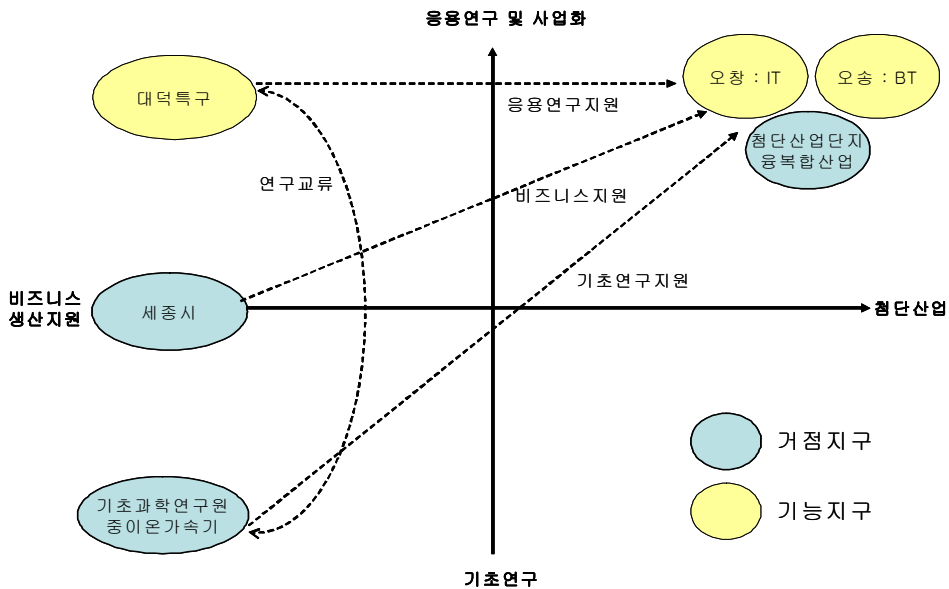 응용연구 및 사업화
대덕특구
오창 : IT
오송 : BT
응용연구지원
첨단산업단지
융복합산업
연구교류
비즈니스지원
기초연구지원
비즈니스
생산지원
세종시
첨단산업
거점지구
기초과학연구원
중이온가속기
기능지구
기초연구